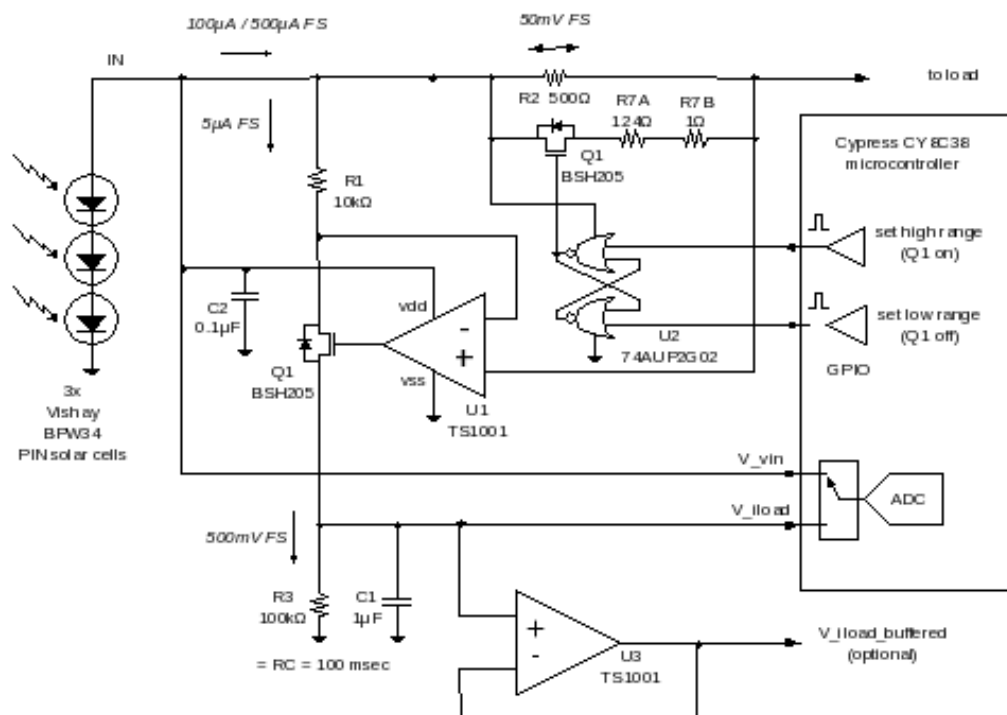 100µA / 500µA FS
50mV FS
IN
to load
R2 500Ω
R7A
124Ω
R7B
1Ω
5µA FS
Q1
BSH205
Cypress CY8C38
microcontroller
R1
10kΩ
set high range
(Q1 on)
C2
0.1µF
vdd
-
+
vss
set low range
(Q1 off)
U2
74AUP2G02
GPIO
Q1
BSH205
U1
TS1001
3x
Vishay
BPW34
PIN solar cells
V_vin
ADC
V_iload
500mV FS
R3
100kΩ
C1
1µF
= RC = 100 msec
+
-
U3
TS1001
V_iload_buffered
(optional)